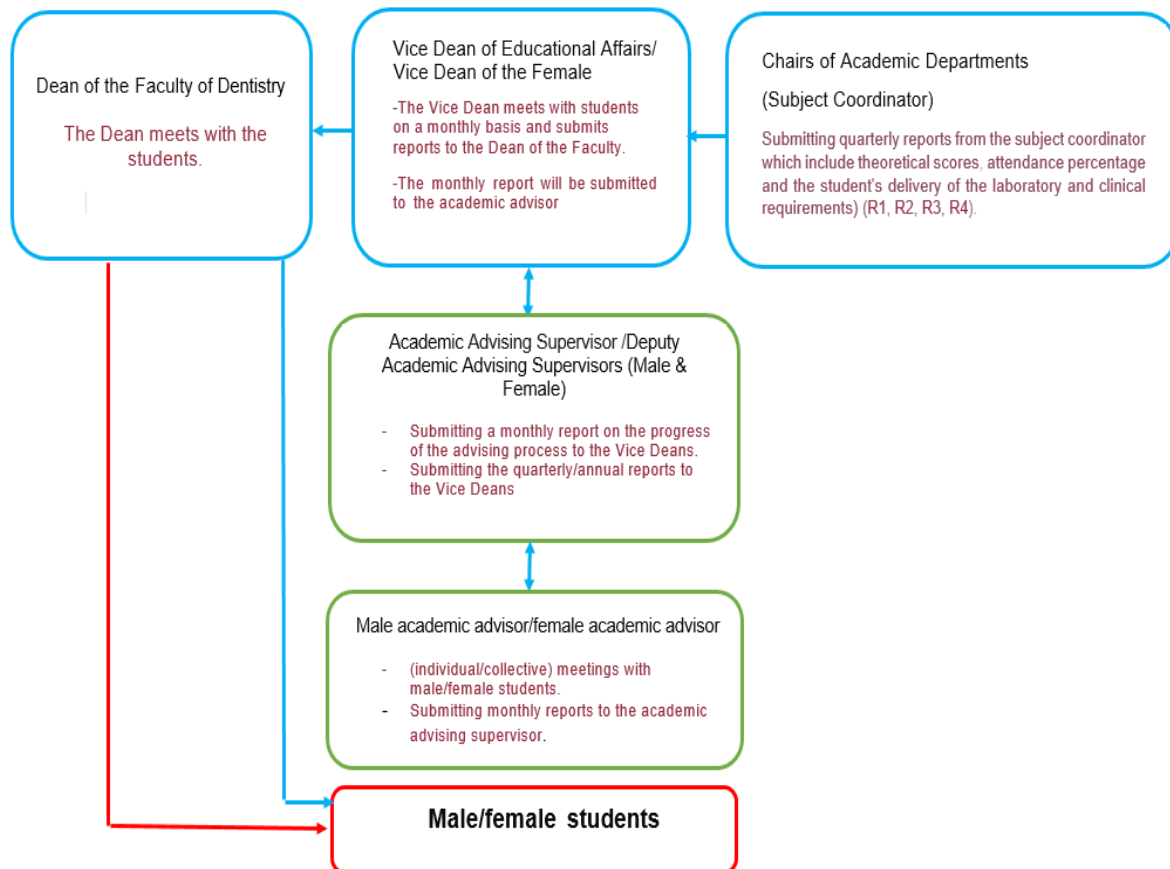 Dean of the Faculty of Dentistry
The Dean meets with the
students.
Vice Dean of Educational Affairs/
Vice Dean of the Female
-The Vice Dean meets with students
on a monthly basis and submits
reports to the Dean of the Faculty.
-The monthly report will be submitted
to the academic advisor
Chairs of Academic Departments
(Subject Coordinator)
Submitting quarterly reports from the subject coordinator
which include theoretical scores, attendance percentage
and the student's delivery of the laboratory and clinical
requirements) (R1, R2, R3, R4).
Academic Advising Supervisor /Deputy
Academic Advising Supervisors (Male &
Female)
- Submitting a monthly report on the progress
of the advising process to the Vice Deans.
- Submitting the quarterly/annual reports to
the Vice Deans
Male academic advisor/female academic advisor
- (individual/collective) meetings with
male/female students.
- Submitting monthly reports to the academic
advising supervisor.
Male/female students